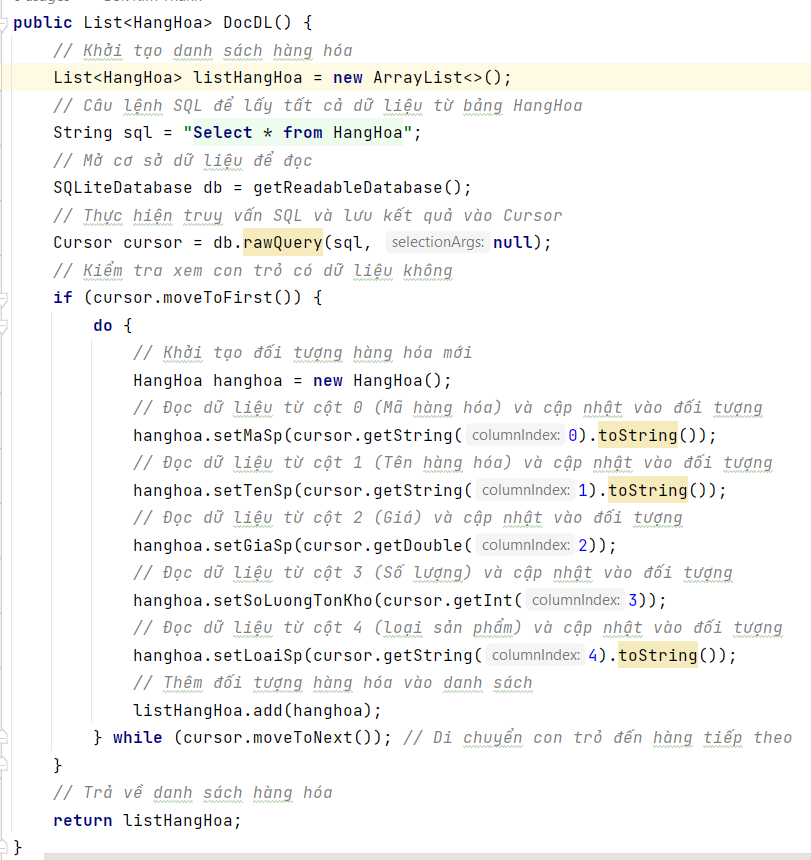 public List<HangHoa> DocDL() {
// Khởi tạo danh sách hàng hóa
List<HangHoa> listHangHoa = new ArrayList<>();
// Câu lệnh SQL để lấy tất cả dữ liệu từ bảng HangHoa
String sql = "Select * from HangHoa";
// Mở cơ sở dữ liệu để đọc
SQLiteDatabase db = getReadableDatabase();
// Thực hiện truy vấn SQL và lưu kết quả vào Cursor
Cursor cursor = db.rawQuery(sql, selectionArgs: null);
// Kiểm tra xem con trỏ có dữ liệu không
if (cursor.moveToFirst()) {
do {
// Khởi tạo đối tượng hàng hóa mới
HangHoa hanghoa = new HangHoa();
// Đọc dữ liệu từ cột 0 (Mã hàng hóa) và cập nhật vào đối tượng
hanghoa.setMaSp(cursor.getString( columnIndex: 0).toString());
// Đọc dữ liệu từ cột 1 (Tên hàng hóa) và cập nhật vào đối tượng
hanghoa.setTenSp(cursor.getString( columnIndex: 1).toString());
// Đọc dữ liệu từ cột 2 (Giá) và cập nhật vào đối tượng
hanghoa.setGiaSp(cursor.getDouble( columnIndex: 2));
// Đọc dữ liệu từ cột 3 (Số lượng) và cập nhật vào đối tượng
hanghoa.setSoLuongTonKho(cursor.getInt( columnIndex: 3));
// Đọc dữ liệu từ cột 4 (loại sản phẩm) và cập nhật vào đối tượng
hanghoa.setLoaiSp(cursor.getString( columnIndex: 4).toString());
// Thêm đối tượng hàng hóa vào danh sách
listHangHoa.add(hanghoa);
} while (cursor.moveToNext()); // Di chuyển con trỏ đến hàng tiếp theo
}
// Trả về danh sách hàng hóa
return listHangHoa;
}